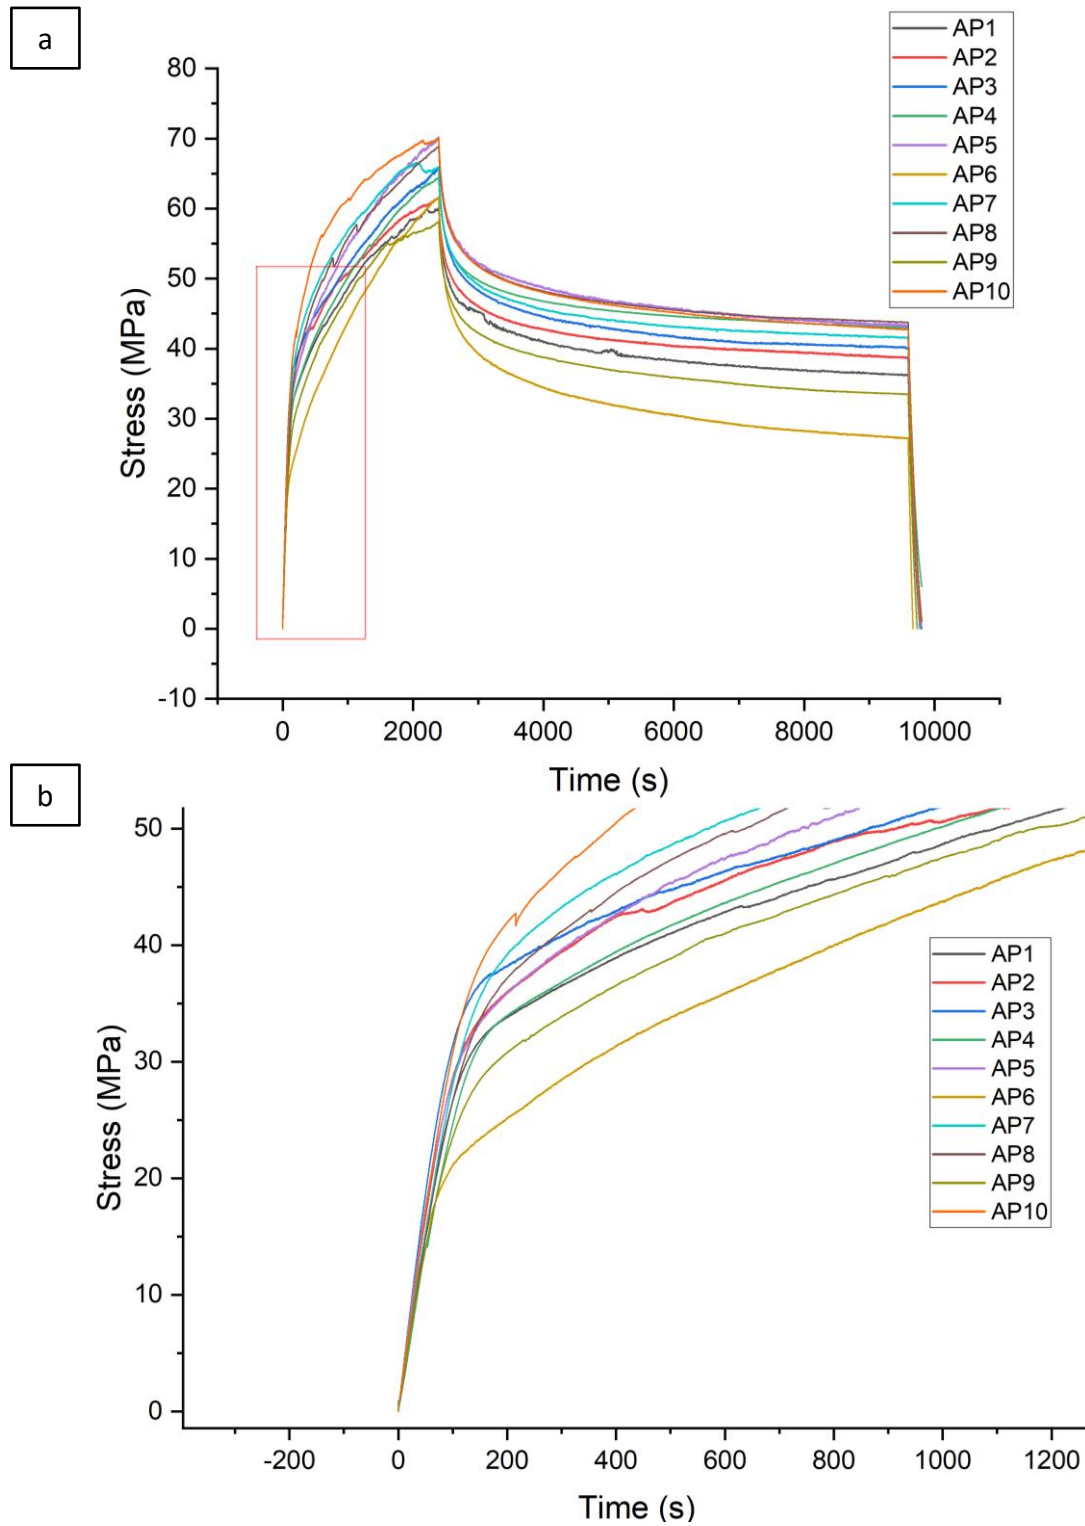 a
AP1
AP2
AP3
AP4
AP5
AP6
AP7
AP8
AP9
AP10
80
70
60
50
40
30
20
10
0
-10
Stress (MPa)
0 2000 4000 6000 8000 10000
Time (s)
b
50
40
30
20
10
0
Stress (MPa)
AP1
AP2
AP3
AP4
AP5
AP6
AP7
AP8
AP9
AP10
-200 0 200 400 600 800 1000 1200
Time (s)